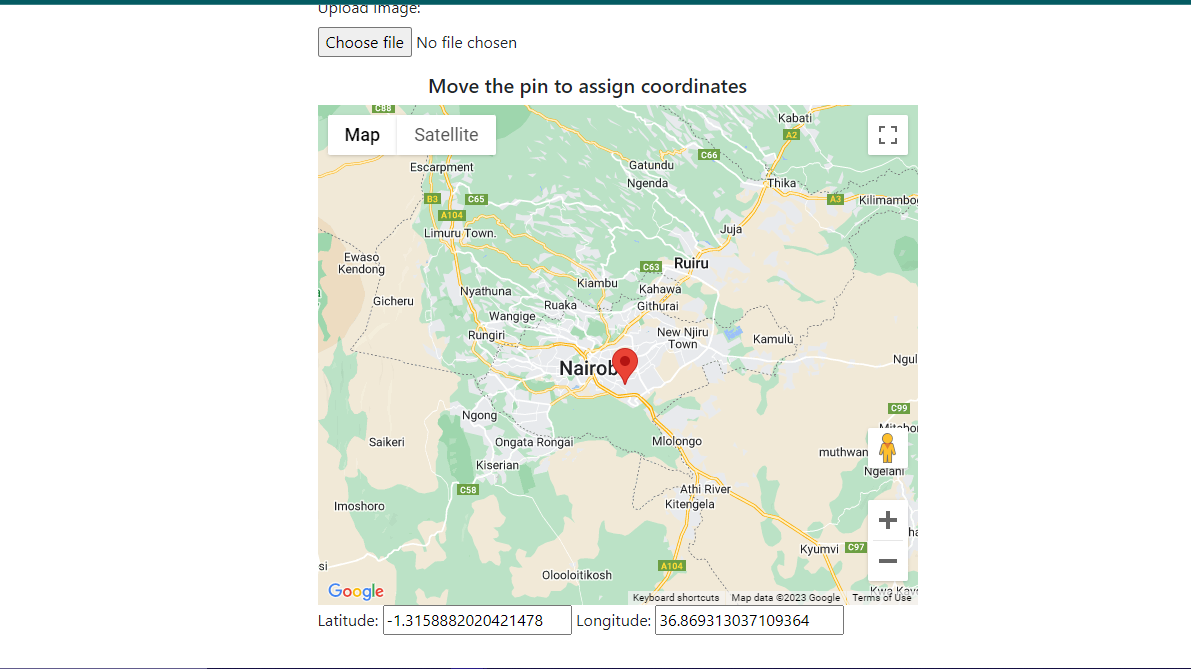 Upload Image:
Choose file No file chosen
Move the pin to assign coordinates
C88
Kabati
Map Satellite
A2
C66
Escarpment
Gatundu
Ngenda
Thika
B3 C65
A3 Kilimambo
A104
Limuru Town.
Juja
Ewaso
Kendong
C63 Ruiru
Kiambu
Nyathuna
Kahawa
Gicheru
Ruaka
Githurai
Wangige
Rungiri
New Njiru
Town
Kamulu
Nairob
Ngul
C99
Ngong
Saikeri
Ongata Rongai
Mlolongo
muthwan
Kiserian
Ngelani
C58
Athi River
Imoshoro
Kitengela
Kyumvi C97
si
A104
Olooloitikosh
Google
Keyboard shortcuts Map data ©2023 Google Terms of Use
Latitude: -1.3158882020421478 Longitude: 36.869313037109364